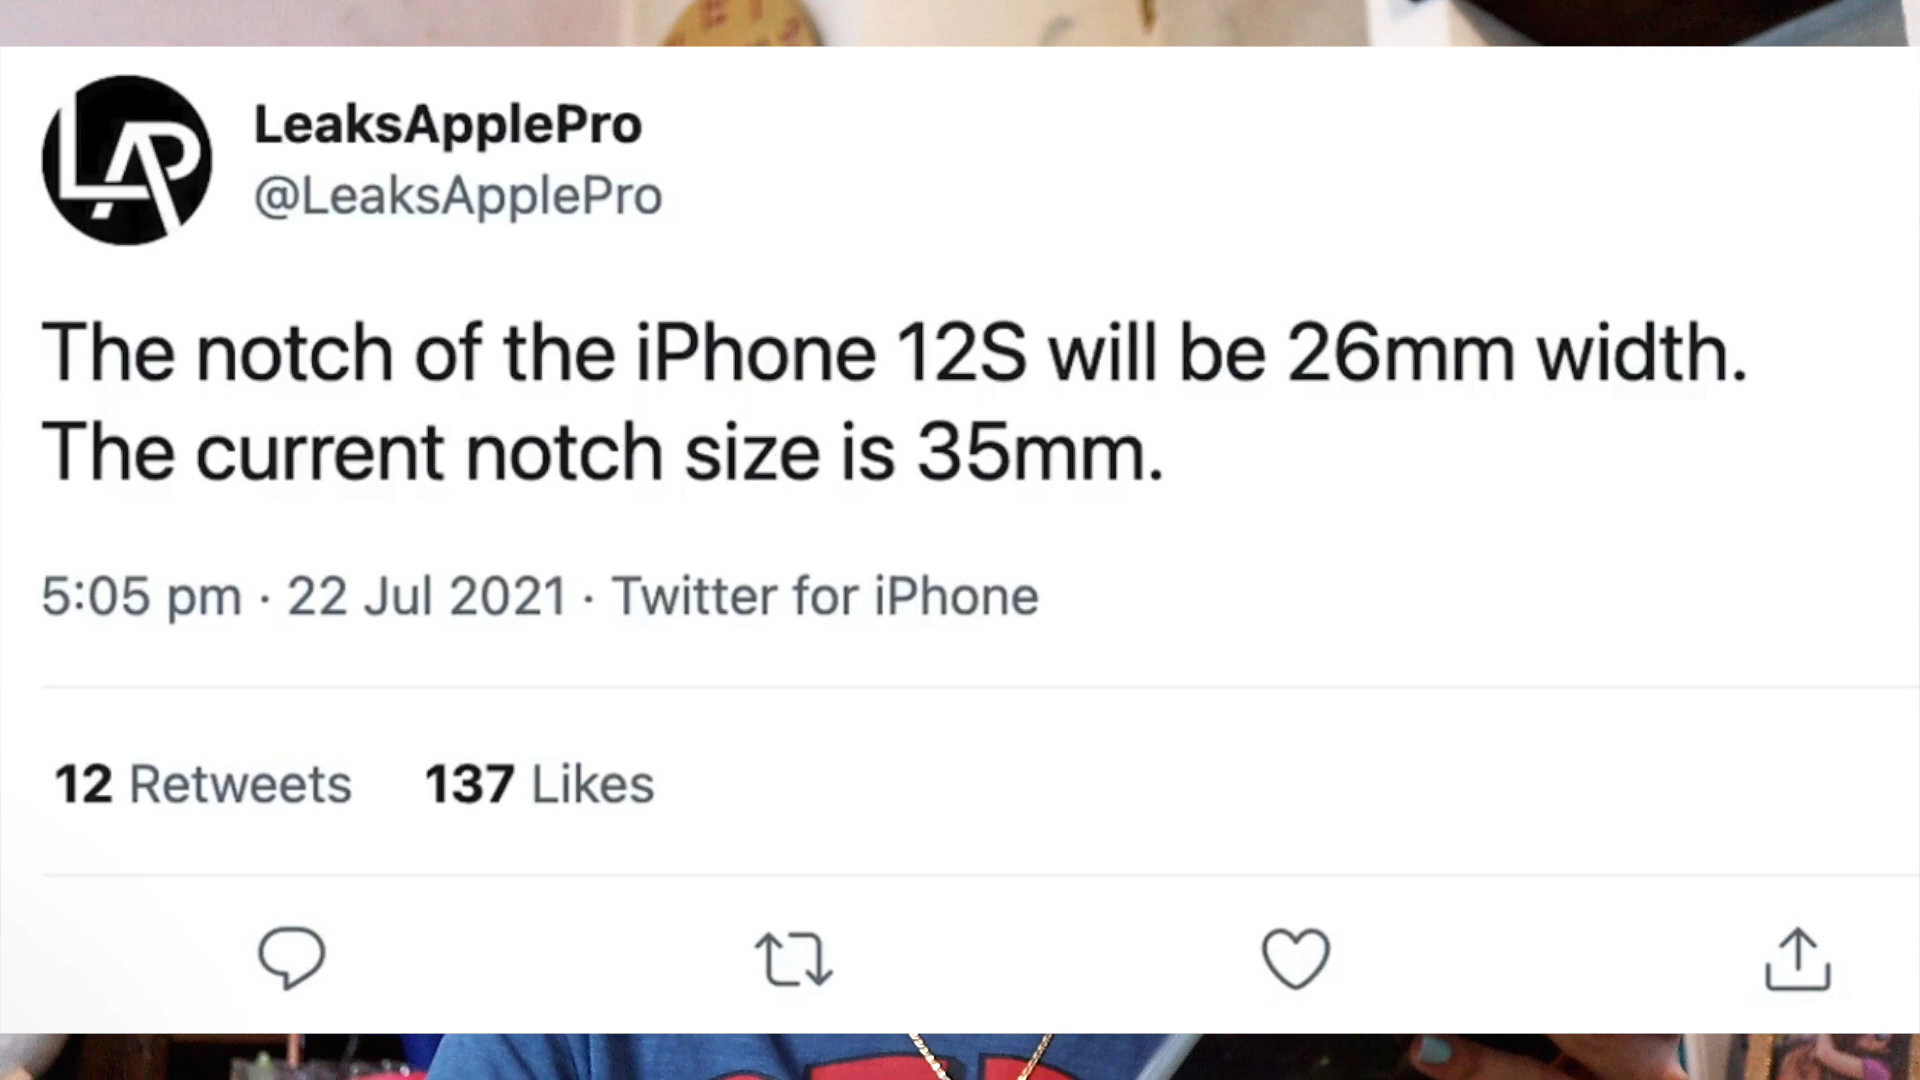 LAP
LeaksApplePro
@LeaksApplePro
The notch of the iPhone 12S will be 26mm width.
The current notch size is 35mm.
5:05 pm · 22 Jul 2021 · Twitter for iPhone
12 Retweets 137 Likes